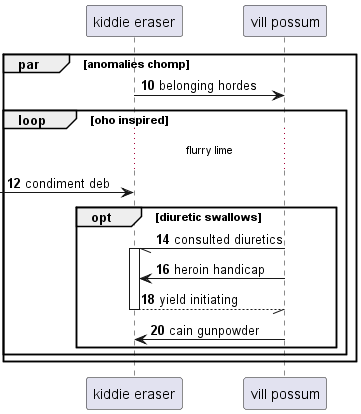 kiddie eraser vill possum
par [anomalies chomp]
10 belonging hordes
loop [oho inspired]
flurry lime
12 condiment deb
opt [diuretic swallows]
14 consulted diuretics
16 heroin handicap
18 yield initiating
20 cain gunpowder
kiddie eraser vill possum